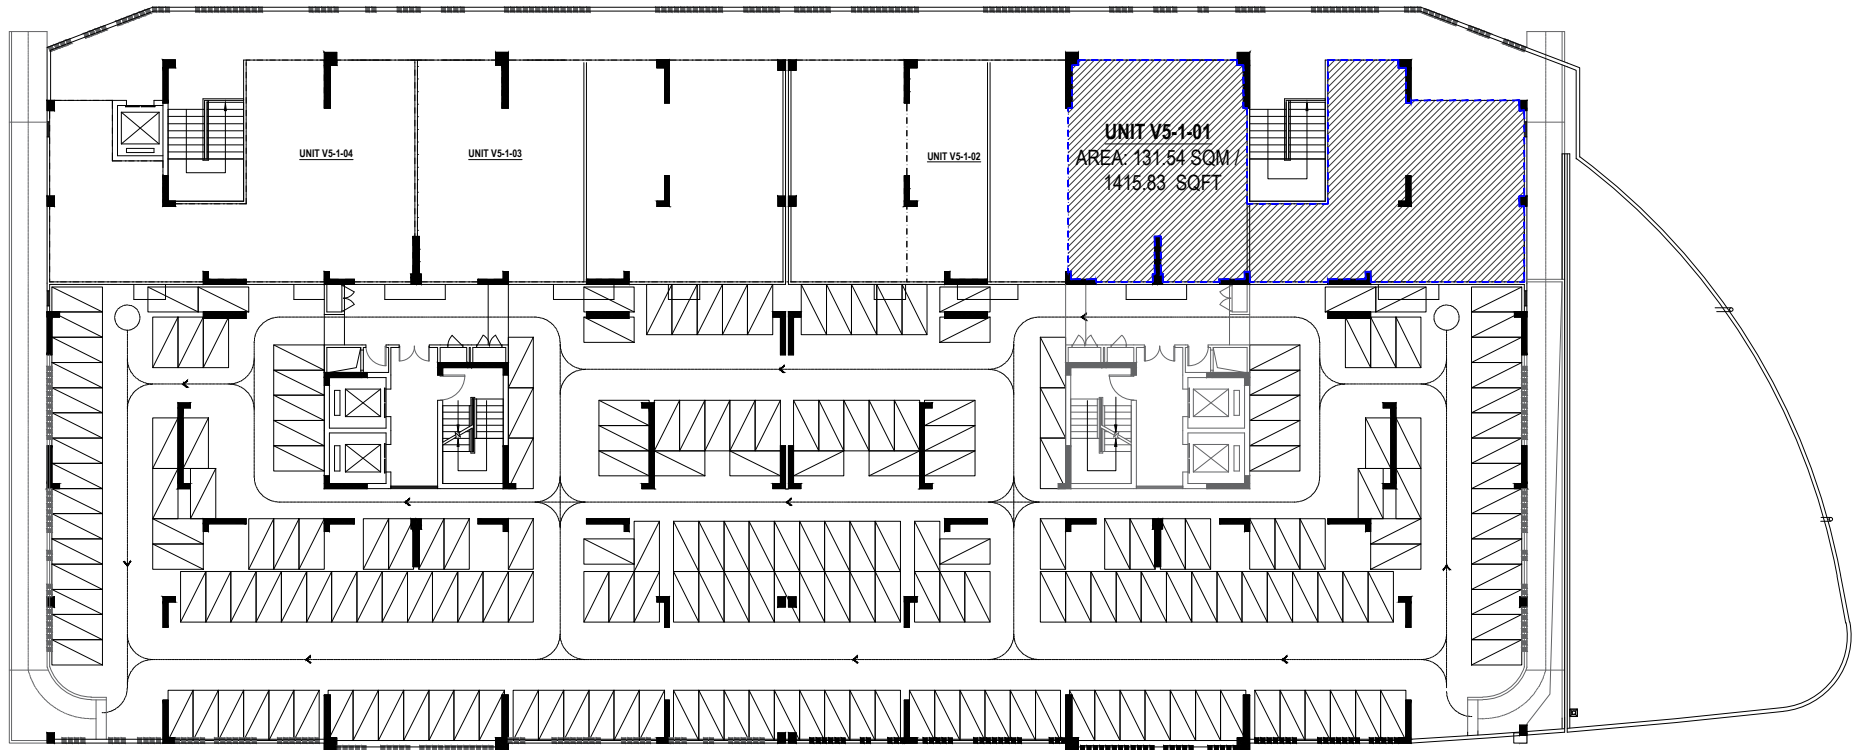 UNIT V5-1-04
UNIT V5-1-03
UNIT V5-1-02
UNIT V5-1-01
AREA: 131.54 SQM /
1415.83 SQFT